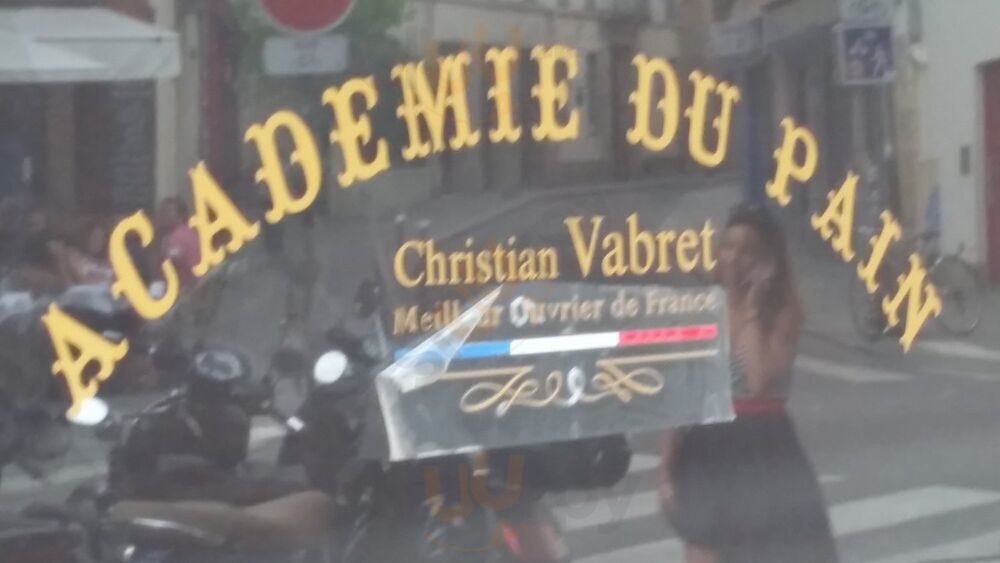 ACADEMIE DU PAIN
Christian Vabret
Meilleur Ouvrier de France